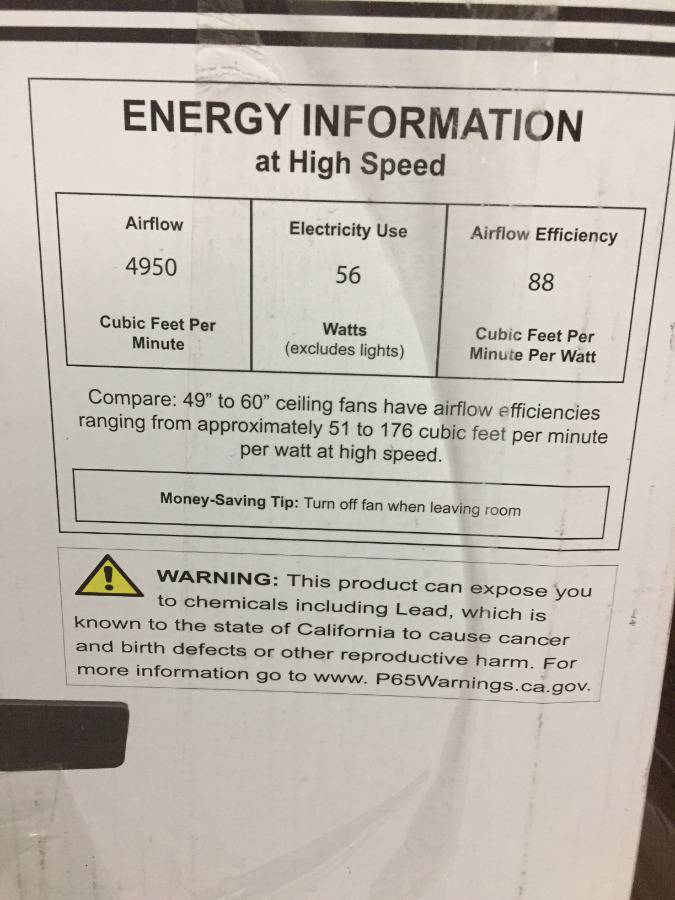 ENERGY INFORMATION
at High Speed
Airflow
4950
Cubic Feet Per
Minute
Electricity Use
56
Watts
(excludes lights)
Airflow Efficiency
88
Cubic Feet Per
Minute Per Watt
Compare: 49” to 60” ceiling fans have airflow efficiencies
ranging from approximately 51 to 176 cubic feet per minute
per watt at high speed.
Money-Saving Tip: Turn off fan when leaving room
WARNING: This product can expose you
to chemicals including Lead, which is
known to the state of California to cause cancer
and birth defects or other reproductive harm. For
more information go to www. P65Warnings.ca.gov.